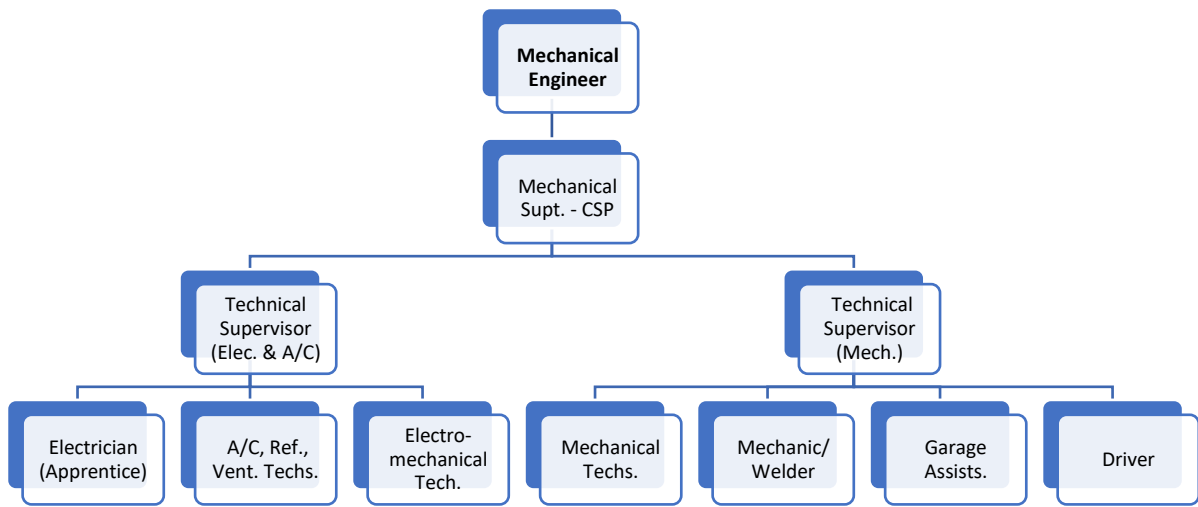 Mechanical
Engineer
Mechanical
Supt. - CSP
Technical
Supervisor
(Elec. & A/C)
Technical
Supervisor
(Mech.)
Electrician
(Apprentice)
A/C, Ref.,
Vent. Techs.
Electro-
mechanical
Tech.
Mechanical
Techs.
Mechanic/
Welder
Garage
Assists.
Driver